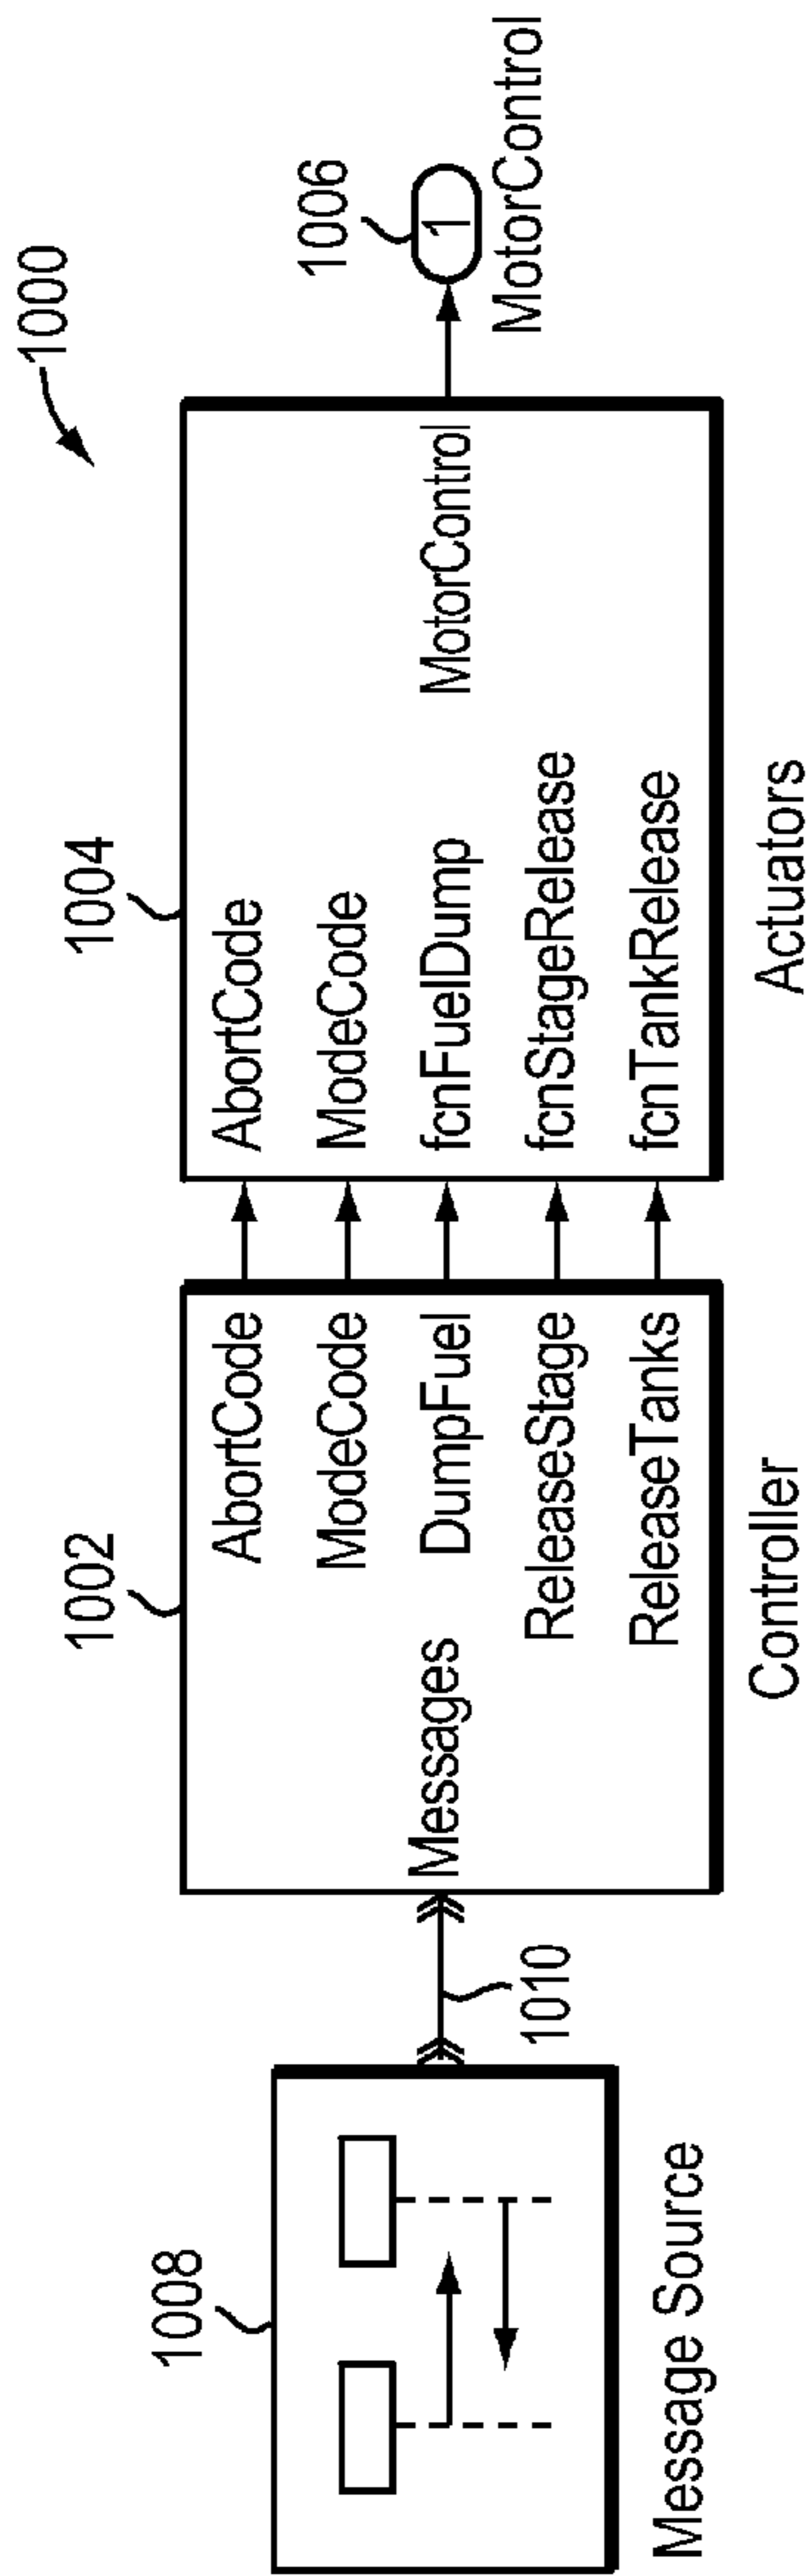 1000
1008
1002
1004
1006
Messages
AbortCode
ModeCode
DumpFuel
ReleaseStage
ReleaseTanks
AbortCode
ModeCode
fcnFuelDump
fcnStageRelease
fcnTankRelease
MotorControl
1
MotorControl
1010
Message Source
Controller
Actuators